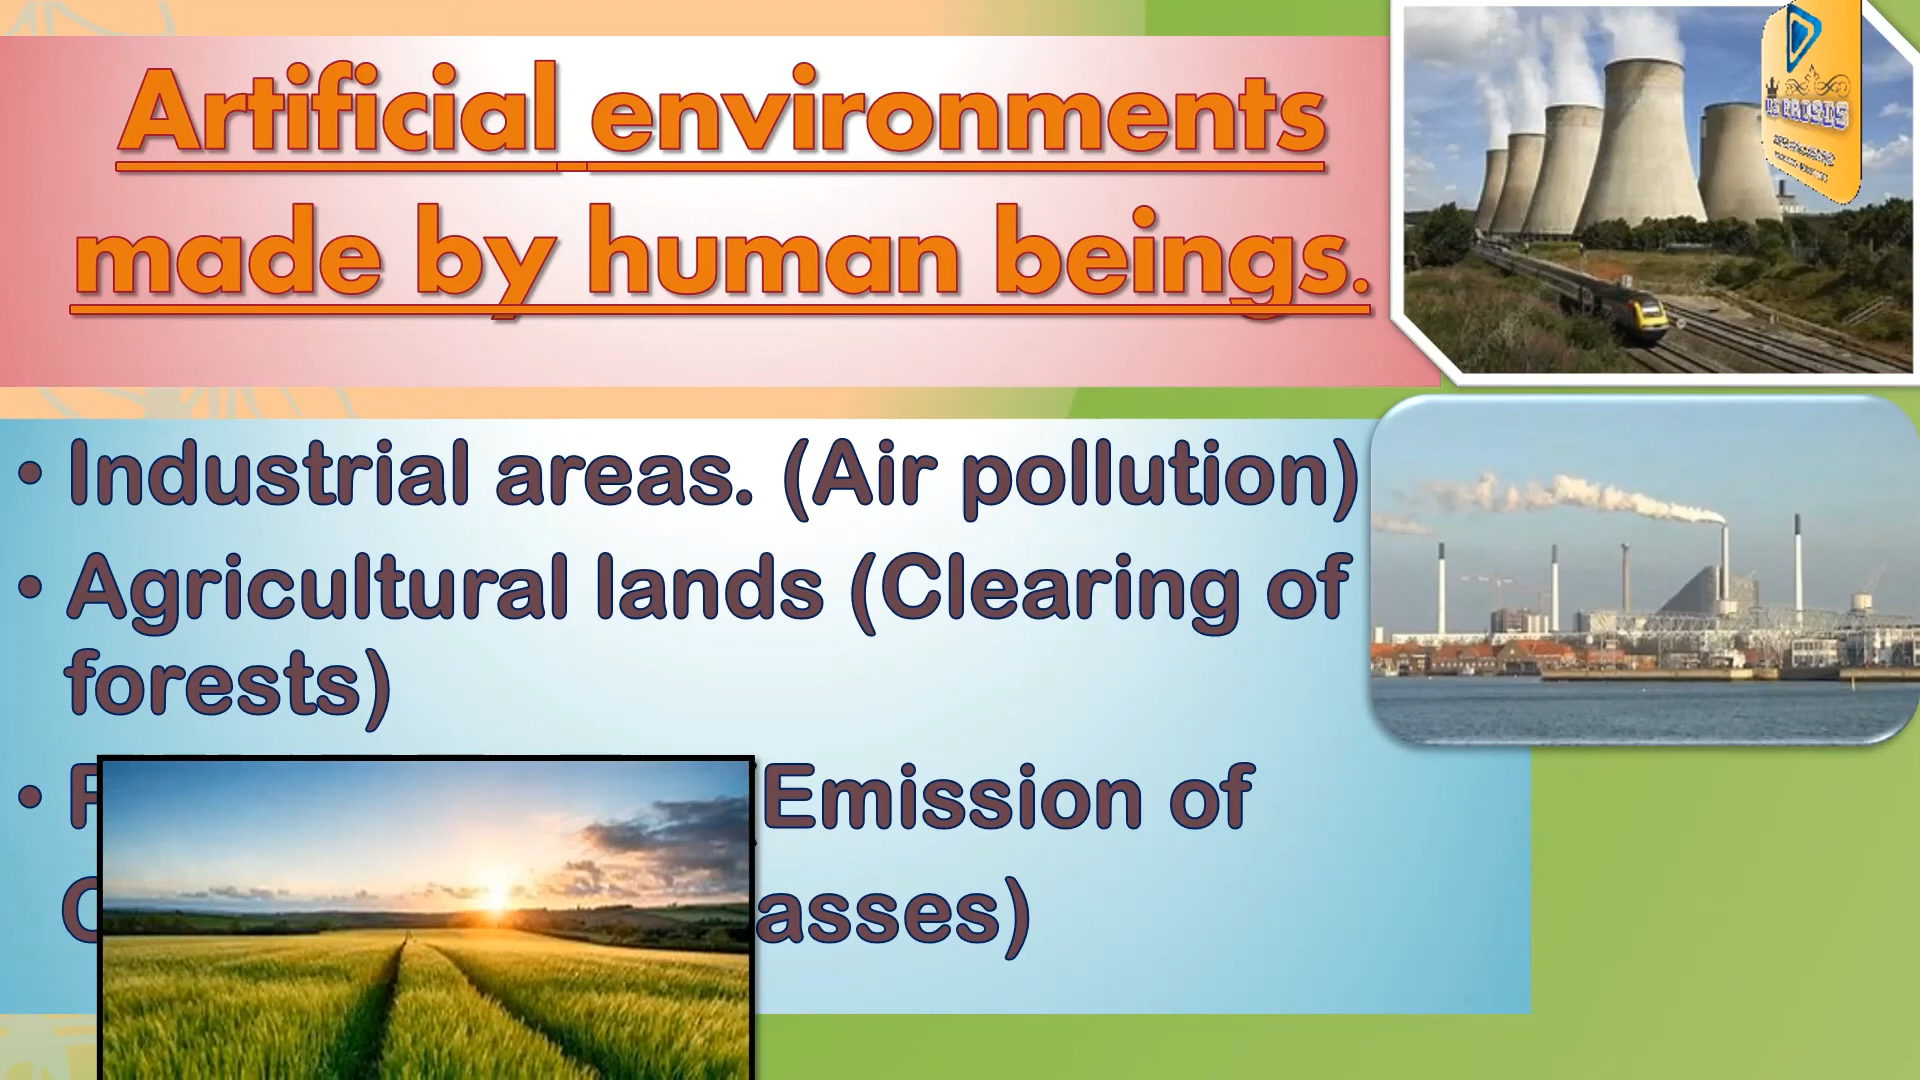 Artificial environments
made by human beings.
• Industrial areas. (Air pollution)
• Agricultural lands (Clearing of
forests)
• Emission of
asses)